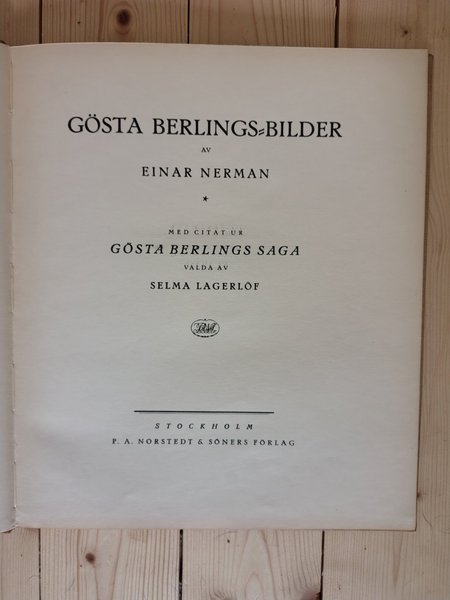 GÖSTA BERLINGS-BILDER
AV
EINAR NERMAN
*
MED CITAT UR
GÖSTA BERLINGS SAGA
VALDA AV
SELMA LAGERLÖF
STOCKHOLM
P. A. NORSTEDT & SÖNERS FÖRLAG